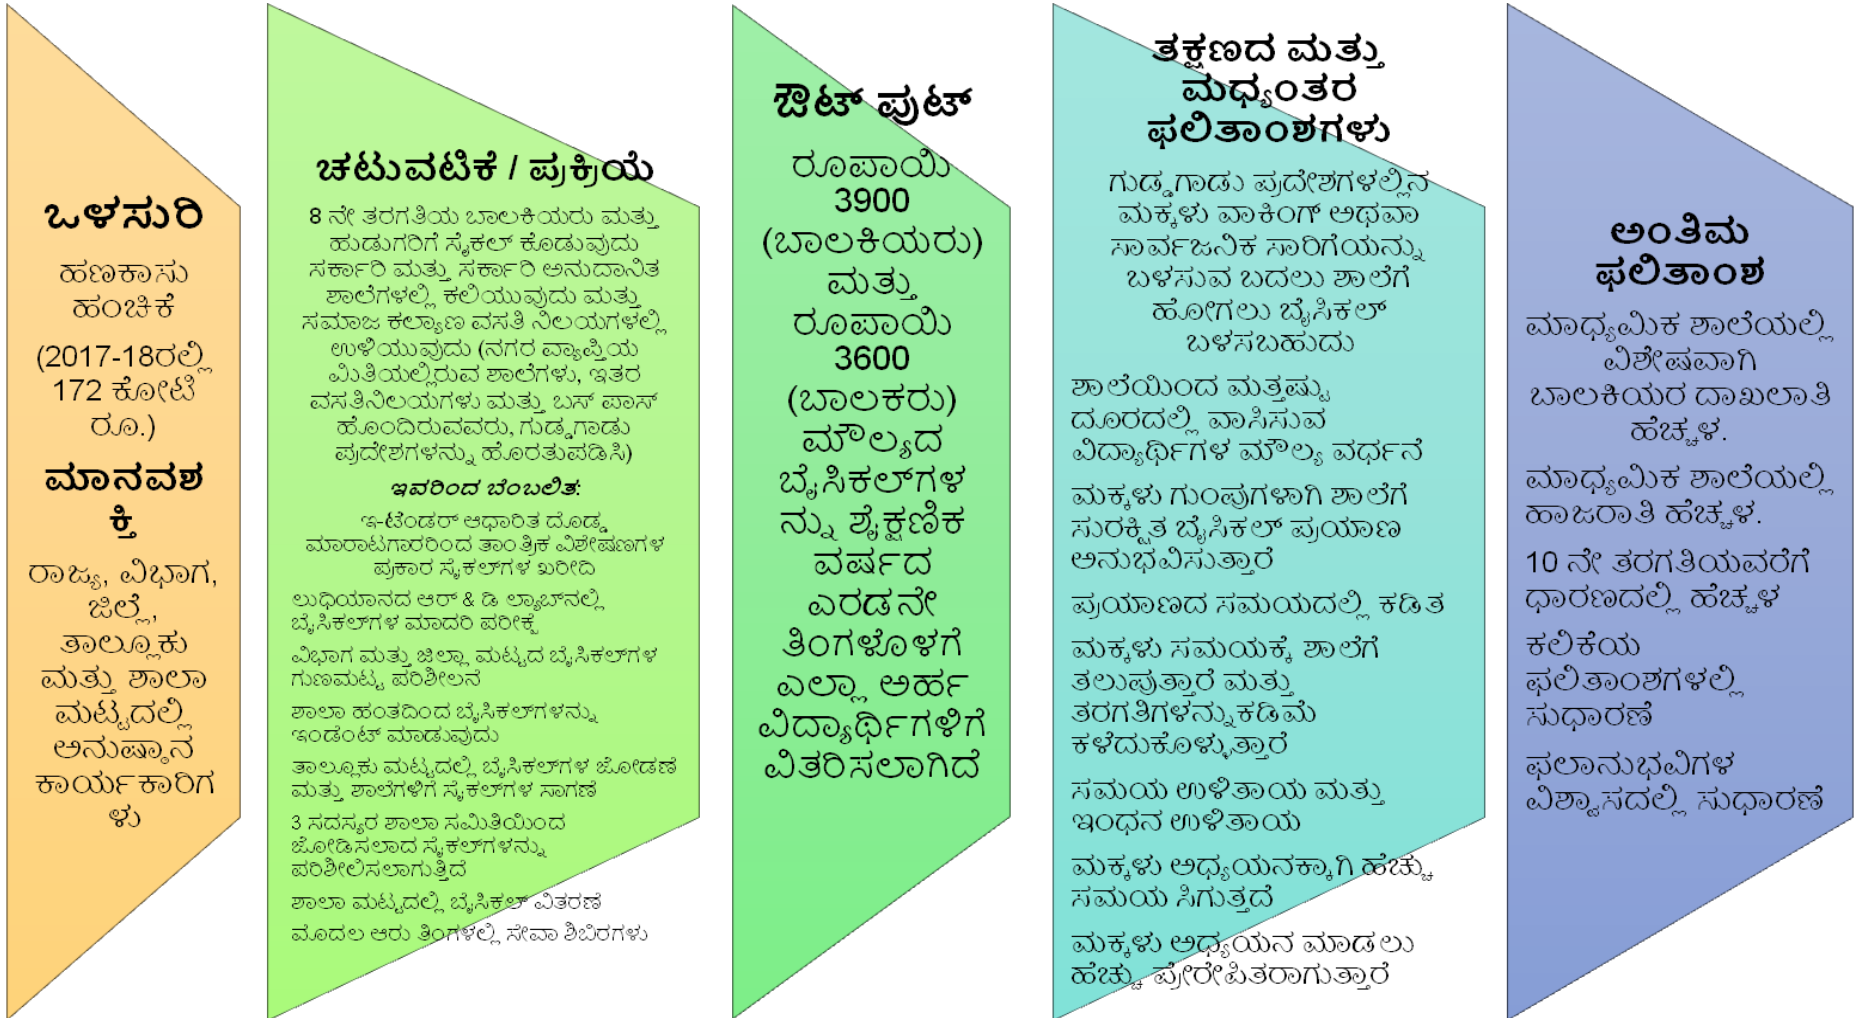 ಒಳಸುರಿ
ಹಣಕಾಸು
ಹಂಚಿಕೆ
(2017-18ರಲ್ಲಿ
172 ಕೋಟಿ
ರೂ.)
ಮಾನವಶ
ಕ್ತಿ
ರಾಜ್ಯ, ವಿಭಾಗ,
ಜಿಲ್ಲೆ,
ತಾಲ್ಲೂಕು
ಮತ್ತು ಶಾಲಾ
ಮಟ್ಟದಲ್ಲಿ
ಅನುಷ್ಠಾನ
ಕಾರ್ಯಕಾರಿಗ
ಳು
ಚಟುವಟಿಕೆ / ಪ್ರಕ್ರಿಯೆ
8 ನೇ ತರಗತಿಯ ಬಾಲಕಿಯರು ಮತ್ತು
ಹುಡುಗರಿಗೆ ಸೈಕಲ್ ಕೊಡುವುದು
ಸರ್ಕಾರಿ ಮತ್ತು ಸರ್ಕಾರಿ ಅನುದಾನಿತ
ಶಾಲೆಗಳಲ್ಲಿ ಕಲಿಯುವುದು ಮತ್ತು
ಸಮಾಜ ಕಲ್ಯಾಣ ವಸತಿ ನಿಲಯಗಳಲ್ಲಿ
ಉಳಿಯುವುದು (ನಗರ ವ್ಯಾಪ್ತಿಯ
ಮಿತಿಯಲ್ಲಿರುವ ಶಾಲೆಗಳು, ಇತರ
ವಸತಿನಿಲಯಗಳು ಮತ್ತು ಬಸ್ ಪಾಸ್
ಹೊಂದಿರುವವರು, ಗುಡ್ಡಗಾಡು
ಪ್ರದೇಶಗಳನ್ನು ಹೊರತುಪಡಿಸಿ)
ಇವರಿಂದ ಬೆಂಬಲಿತ:
ಇ-ಟೆಂಡರ್ ಆಧಾರಿತ ದೊಡ್ಡ
ಮಾರಾಟಗಾರರಿಂದ ತಾಂತ್ರಿಕ ವಿಶೇಷಣಗಳ
ಪ್ರಕಾರ ಸೈಕಲ್‌ಗಳ ಖರೀದಿ
ಲುಧಿಯಾನದ ಆರ್ & ಡಿ ಲ್ಯಾಬ್‌ನಲ್ಲಿ
ಬೈಸಿಕಲ್‌ಗಳ ಮಾದರಿ ಪರೀಕ್ಷೆ
ವಿಭಾಗ ಮತ್ತು ಜಿಲ್ಲಾ ಮಟ್ಟದ ಬೈಸಿಕಲ್‌ಗಳ
ಗುಣಮಟ್ಟ ಪರಿಶೀಲನೆ
ಶಾಲಾ ಹಂತದಿಂದ ಬೈಸಿಕಲ್‌ಗಳನ್ನು
ಇಂಡೆಂಟ್ ಮಾಡುವುದು
ತಾಲ್ಲೂಕು ಮಟ್ಟದಲ್ಲಿ ಬೈಸಿಕಲ್‌ಗಳ ಜೋಡಣೆ
ಮತ್ತು ಶಾಲೆಗಳಿಗೆ ಸೈಕಲ್‌ಗಳ ಸಾಗಣೆ
3 ಸದಸ್ಯರ ಶಾಲಾ ಸಮಿತಿಯಿಂದ
ಜೋಡಿಸಲಾದ ಸೈಕಲ್‌ಗಳನ್ನು
ಪರಿಶೀಲಿಸಲಾಗುತ್ತಿದೆ
ಶಾಲಾ ಮಟ್ಟದಲ್ಲಿ ಬೈಸಿಕಲ್ ವಿತರಣೆ
ಮೊದಲ ಆರು ತಿಂಗಳಲ್ಲಿ ಸೇವಾ ಶಿಬಿರಗಳು
ಔಟ್ ಪುಟ್
ರೂಪಾಯಿ
3900
(ಬಾಲಕಿಯರು)
ಮತ್ತು
ರೂಪಾಯಿ
3600
(ಬಾಲಕರು)
ಮೌಲ್ಯದ
ಬೈಸಿಕಲ್‌ಗಳ
ನ್ನು ಶೈಕ್ಷಣಿಕ
ವರ್ಷದ
ಎರಡನೇ
ತಿಂಗಳೊಳಗೆ
ಎಲ್ಲಾ ಅರ್ಹ
ವಿದ್ಯಾರ್ಥಿಗಳಿಗೆ
ವಿತರಿಸಲಾಗಿದೆ
ತಕ್ಷಣದ ಮತ್ತು
ಮಧ್ಯಂತರ
ಫಲಿತಾಂಶಗಳು
ಗುಡ್ಡಗಾಡು ಪ್ರದೇಶಗಳಲ್ಲಿನ
ಮಕ್ಕಳು ವಾಕಿಂಗ್ ಅಥವಾ
ಸಾರ್ವಜನಿಕ ಸಾರಿಗೆಯನ್ನು
ಬಳಸುವ ಬದಲು ಶಾಲೆಗೆ
ಹೋಗಲು ಬೈಸಿಕಲ್
ಬಳಸಬಹುದು
ಶಾಲೆಯಿಂದ ಮತ್ತಷ್ಟು
ದೂರದಲ್ಲಿ ವಾಸಿಸುವ
ವಿದ್ಯಾರ್ಥಿಗಳ ಮೌಲ್ಯ ವರ್ಧನೆ
ಮಕ್ಕಳು ಗುಂಪುಗಳಾಗಿ ಶಾಲೆಗೆ
ಸುರಕ್ಷಿತ ಬೈಸಿಕಲ್ ಪ್ರಯಾಣ
ಅನುಭವಿಸುತ್ತಾರೆ
ಪ್ರಯಾಣದ ಸಮಯದಲ್ಲಿ ಕಡಿತ
ಮಕ್ಕಳು ಸಮಯಕ್ಕೆ ಶಾಲೆಗೆ
ತಲುಪುತ್ತಾರೆ ಮತ್ತು
ತರಗತಿಗಳನ್ನುಕಡಿಮೆ
ಕಳೆದುಕೊಳ್ಳುತ್ತಾರೆ
ಸಮಯ ಉಳಿತಾಯ ಮತ್ತು
ಇಂಧನ ಉಳಿತಾಯ
ಮಕ್ಕಳು ಅಧ್ಯಯನಕ್ಕಾಗಿ ಹೆಚ್ಚು
ಸಮಯ ಸಿಗುತ್ತದೆ
ಮಕ್ಕಳು ಅಧ್ಯಯನ ಮಾಡಲು
ಹೆಚ್ಚು ಪ್ರೇರೇಪಿತರಾಗುತ್ತಾರೆ
ಅಂತಿಮ
ಫಲಿತಾಂಶ
ಮಾಧ್ಯಮಿಕ ಶಾಲೆಯಲ್ಲಿ
ವಿಶೇಷವಾಗಿ
ಬಾಲಕಿಯರ ದಾಖಲಾತಿ
ಹೆಚ್ಚಳ.
ಮಾಧ್ಯಮಿಕ ಶಾಲೆಯಲ್ಲಿ
ಹಾಜರಾತಿ ಹೆಚ್ಚಳ.
10 ನೇ ತರಗತಿಯವರೆಗೆ
ಧಾರಣದಲ್ಲಿ ಹೆಚ್ಚಳ
ಕಲಿಕೆಯ
ಫಲಿತಾಂಶಗಳಲ್ಲಿ
ಸುಧಾರಣೆ
ಫಲಾನುಭವಿಗಳ
ವಿಶ್ವಾಸದಲ್ಲಿ ಸುಧಾರಣೆ